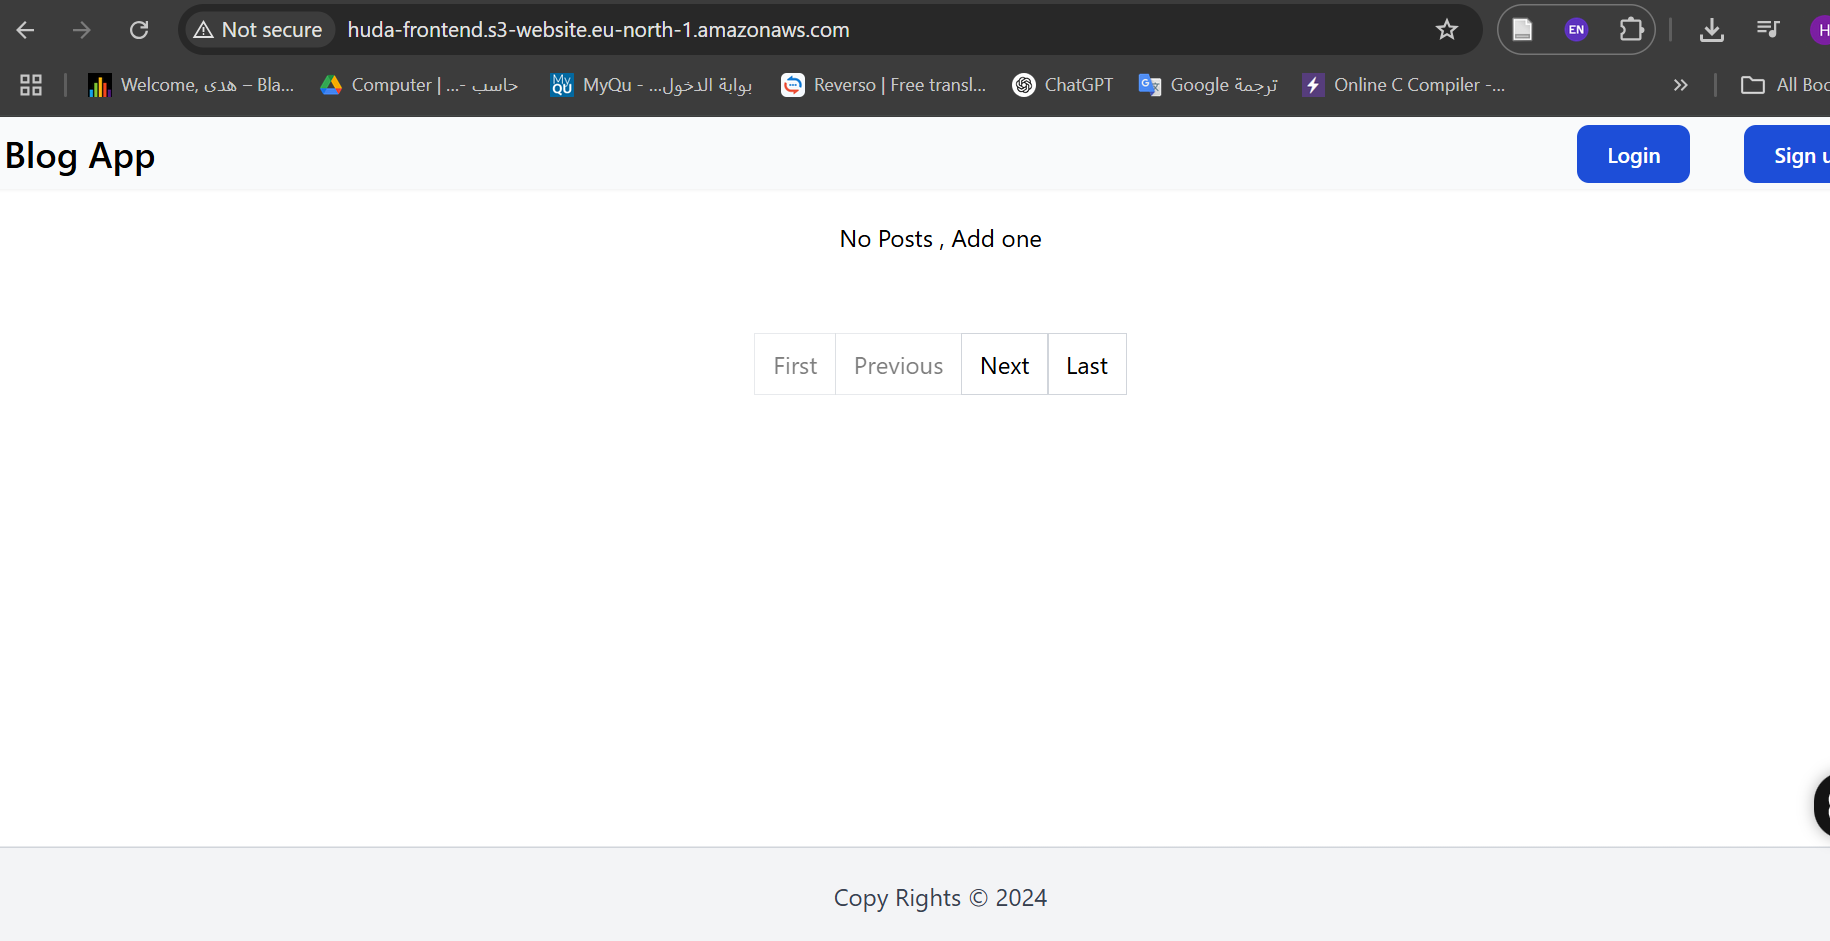 Not secure huda-frontend.s3-website.eu-north-1.amazonaws.com EN H
Welcome, هدى – Bla... Computer | ...- حاسب MyQu - ...بوابة الدخول Reverso | Free transl... ChatGPT Google ترجمة Online C Compiler -... » All Boo
Blog App Login Sign u
No Posts , Add one
First Previous Next Last
Copy Rights © 2024